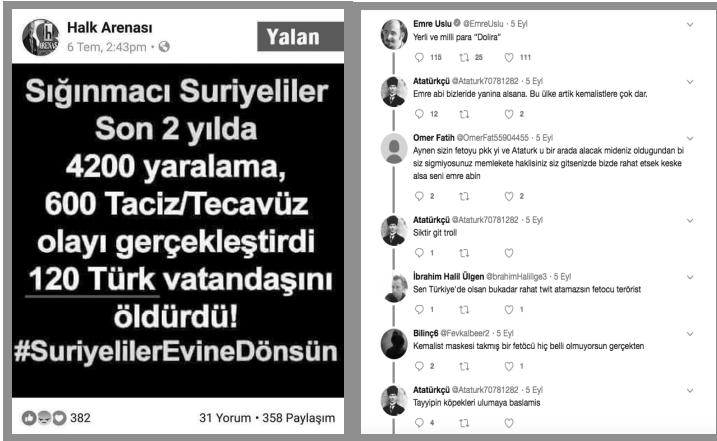 Halk Arenası
6 Tem, 2:43pm •
Yalan
Sığınmacı Suriyeliler
Son 2 yılda
4200 yaralama,
600 Taciz/Tecavüz
olayı gerçekleştirdi
120 Türk vatandaşını
öldürdü!
#SuriyelilerEvineDönsün
382
31 Yorum • 358 Paylaşım
Emre Uslu @EmreUslu · 5 Eyl
Yerli ve milli para "Dolira"
115 25 111
Atatürkçü @Ataturk70781282 · 5 Eyl
Emre abi bizleride yanina alsana. Bu ülke artik kemalistlere çok dar.
12 2
Omer Fatih @OmerFat55904455 · 5 Eyl
Aynen sizin fetoyu pkk yi ve Ataturk u bir arada alacak mideniz oldugundan bi
siz sigmiyosunuz memlekete haklisiniz siz gitsenizde bizde rahat etsek keske
alsa seni emre abin
2 2
Atatürkçü @Ataturk70781282 · 5 Eyl
Siktir git troll
1
İbrahim Halil Ülgen @brahimHalillge3 · 5 Eyl
Sen Türkiye'de olsan bukadar rahat twit atamazsın fetocu terörist
1 1
Bilinç6 @Fevkalbeer2 · 5 Eyl
Kemalist maskesi takmış bir fetöcü hiç belli olmuyorsun gerçekten
2 1
Atatürkçü @Ataturk70781282 · 5 Eyl
Tayyipin köpekleri ulumaya baslamis
4